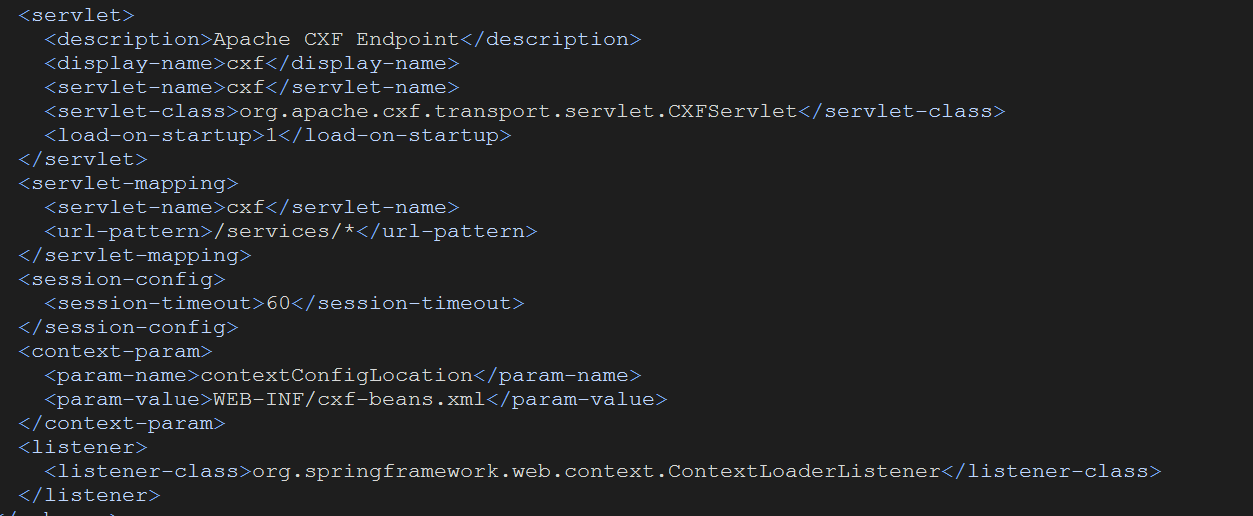 <servlet>
<description>Apache CXF Endpoint</description>
<display-name>cxf</display-name>
<servlet-name>cxf</servlet-name>
<servlet-class>org.apache.cxf.transport.servlet.CXFServlet</servlet-class>
<load-on-startup>1</load-on-startup>
</servlet>
<servlet-mapping>
<servlet-name>cxf</servlet-name>
<url-pattern>/services/*</url-pattern>
</servlet-mapping>
<session-config>
<session-timeout>60</session-timeout>
</session-config>
<context-param>
<param-name>contextConfigLocation</param-name>
<param-value>WEB-INF/cxf-beans.xml</param-value>
</context-param>
<listener>
<listener-class>org.springframework.web.context.ContextLoaderListener</listener-class>
</listener>